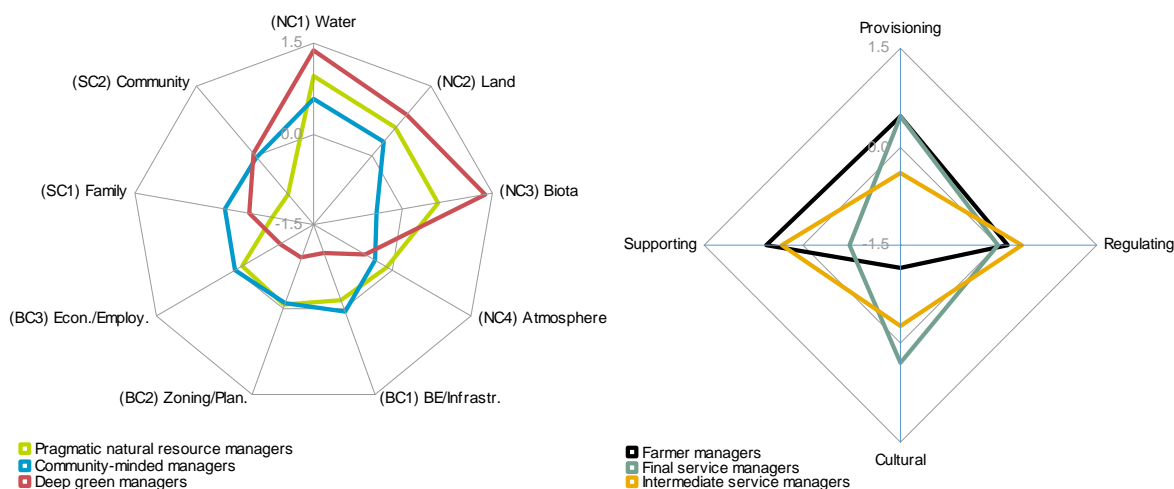 (NC1) Water
1.5
(SC2) Community
(NC2) Land
0.0
(SC1) Family
(NC3) Biota
-1.5
(BC3) Econ./Employ.
(NC4) Atmosphere
(BC2) Zoning/Plan.
(BC1) BE/Infrastr.
Pragmatic natural resource managers
Community-minded managers
Deep green managers
Provisioning
1.5
0.0
Supporting
-1.5
Regulating
Cultural
Farmer managers
Final service managers
Intermediate service managers